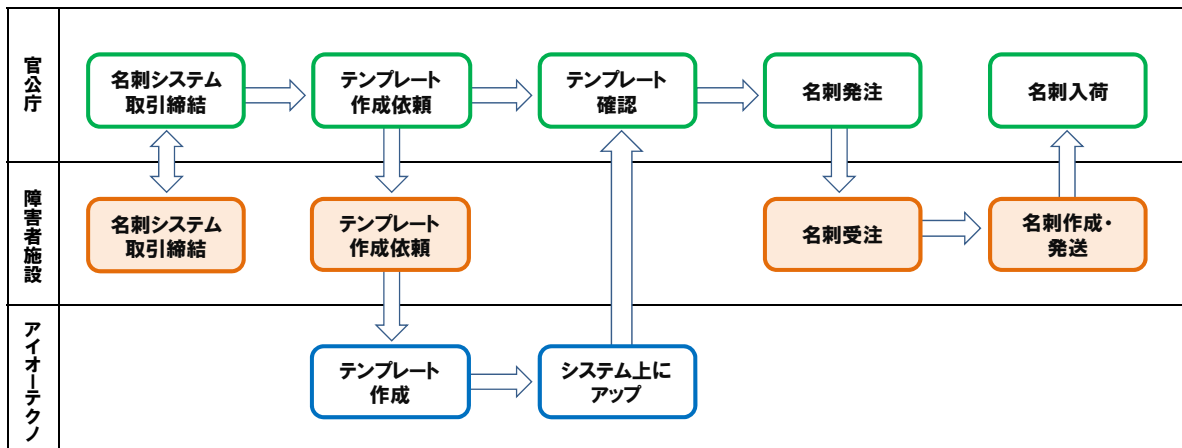 官公庁
名刺システム
取引締結
テンプレート
作成依頼
テンプレート
確認
名刺発注
名刺入荷
障害者施設
名刺システム
取引締結
テンプレート
作成依頼
名刺受注
名刺作成・
発送
アイオーテクノ
テンプレート
作成
システム上に
アップ